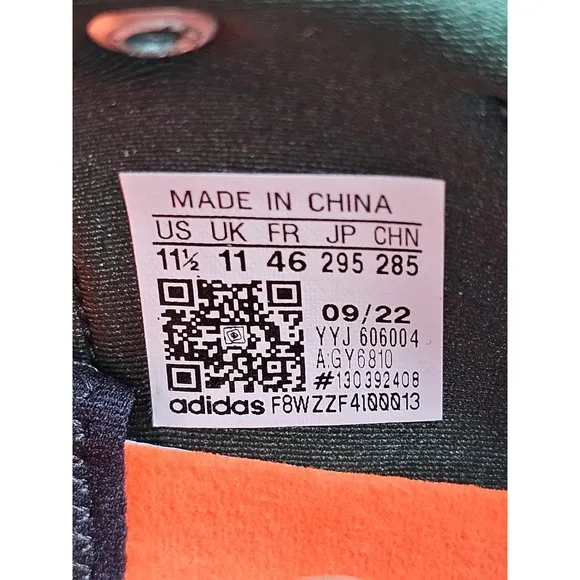 MADE IN CHINA
US UK FR JP CHN
11½ 11 46 295 285
09/22
YYJ 606004
A:GY6810
#130392408
adidas F8WZZF4100013